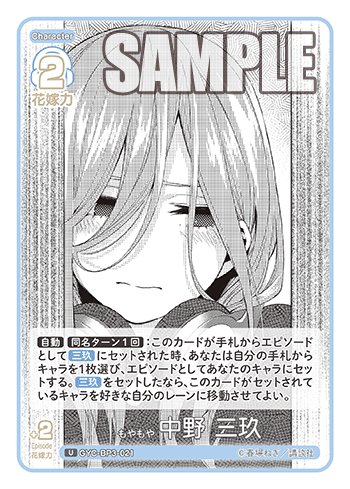 Character
SAMPLE
2
花嫁力
自動 同名ターン1回：このカードが手札からエピソード
として 三玖 にセットされた時、あなたは自分の手札から
キャラを1枚選び、エピソードとしてあなたのキャラにセッ
トする。三玖 をセットしたなら、このカードがセットされて
いるキャラを好きな自分のレーンに移動させてよい。
+2
Episode
花嫁力
もやもや 中野 三玖
U GYC-BP3-021
©春場ねぎ／講談社